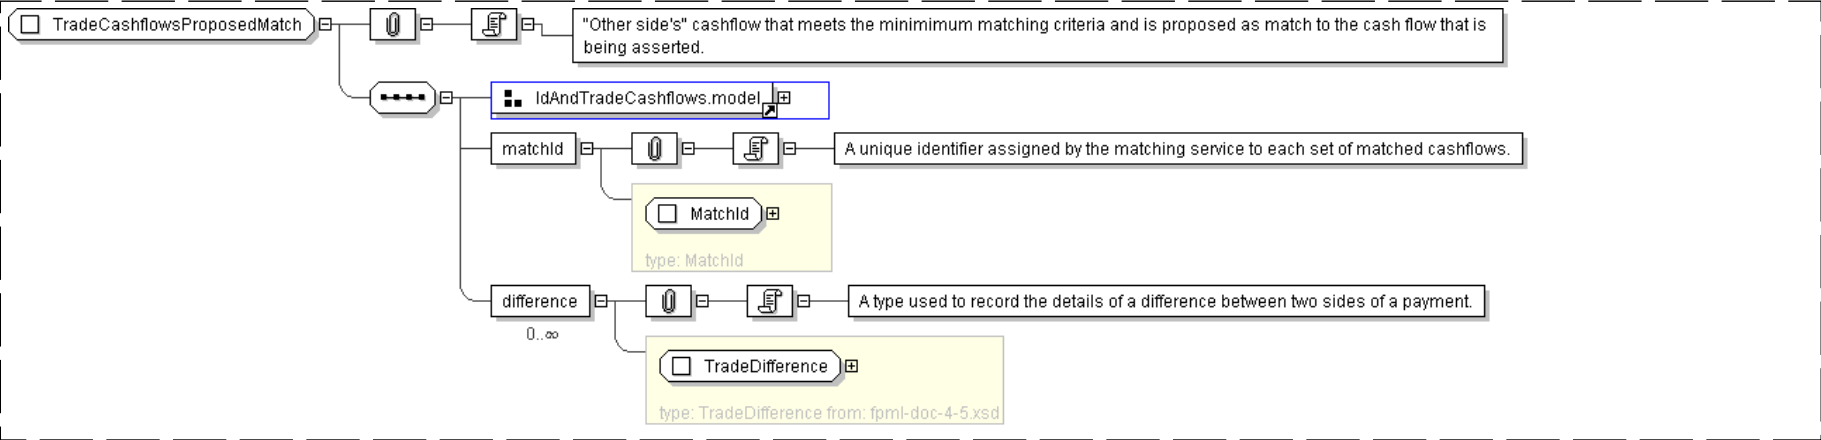 TradeCashflowsProposedMatch
"Other side's" cashflow that meets the minimimum matching criteria and is proposed as match to the cash flow that is
being asserted.
IdAndTradeCashflows.model
matchId
A unique identifier assigned by the matching service to each set of matched cashflows.
MatchId
type: MatchId
difference
A type used to record the details of a difference between two sides of a payment.
0..∞
TradeDifference
type: TradeDifference from: fpml-doc-4-5.xsd